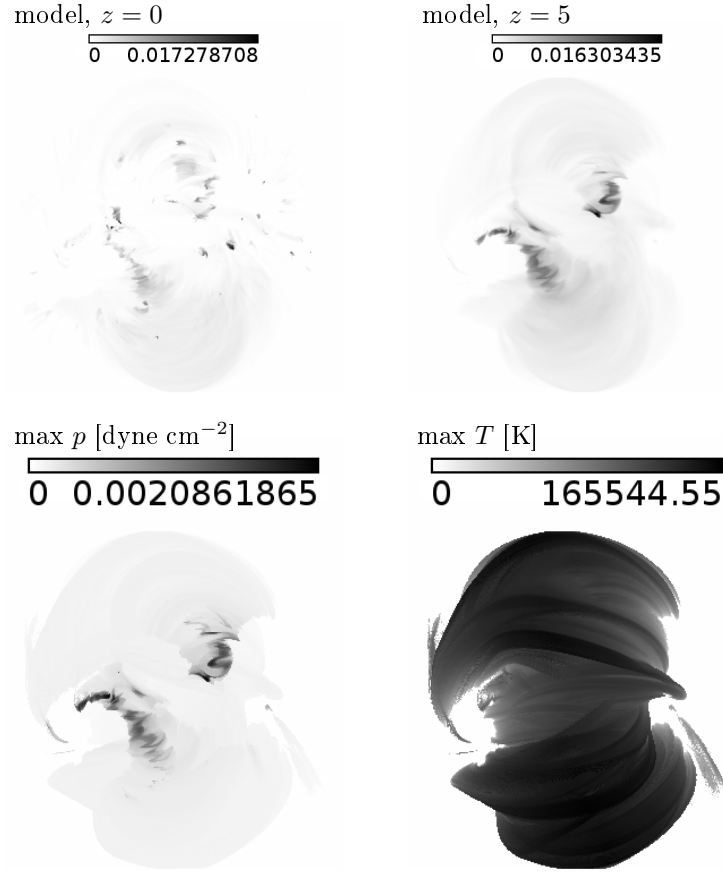 model, z = 0
0 0.017278708
model, z = 5
0 0.016303435
max p [dyne cm⁻²]
0 0.0020861865
max T [K]
0 165544.55